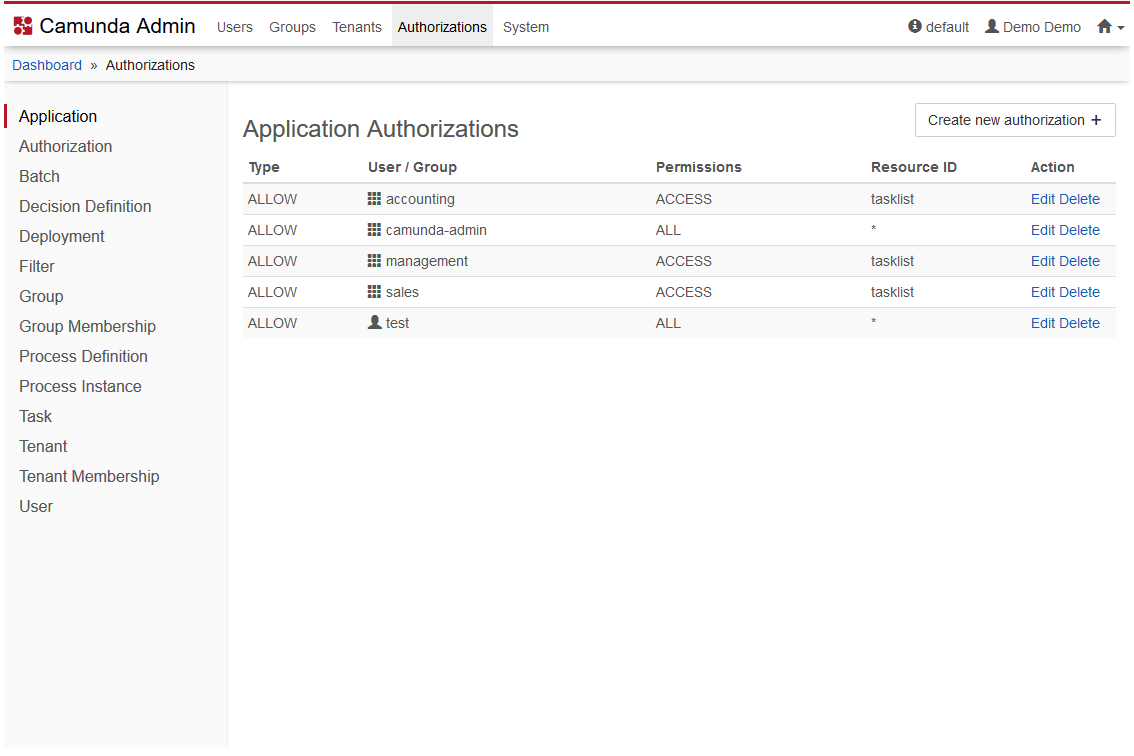 Camunda Admin Users Groups Tenants Authorizations System default Demo Demo
Dashboard » Authorizations
Application
Authorization
Batch
Decision Definition
Deployment
Filter
Group
Group Membership
Process Definition
Process Instance
Task
Tenant
Tenant Membership
User
Application Authorizations
Create new authorization +
Type User / Group Permissions Resource ID Action
ALLOW accounting ACCESS tasklist Edit Delete
ALLOW camunda-admin ALL * Edit Delete
ALLOW management ACCESS tasklist Edit Delete
ALLOW sales ACCESS tasklist Edit Delete
ALLOW test ALL * Edit Delete